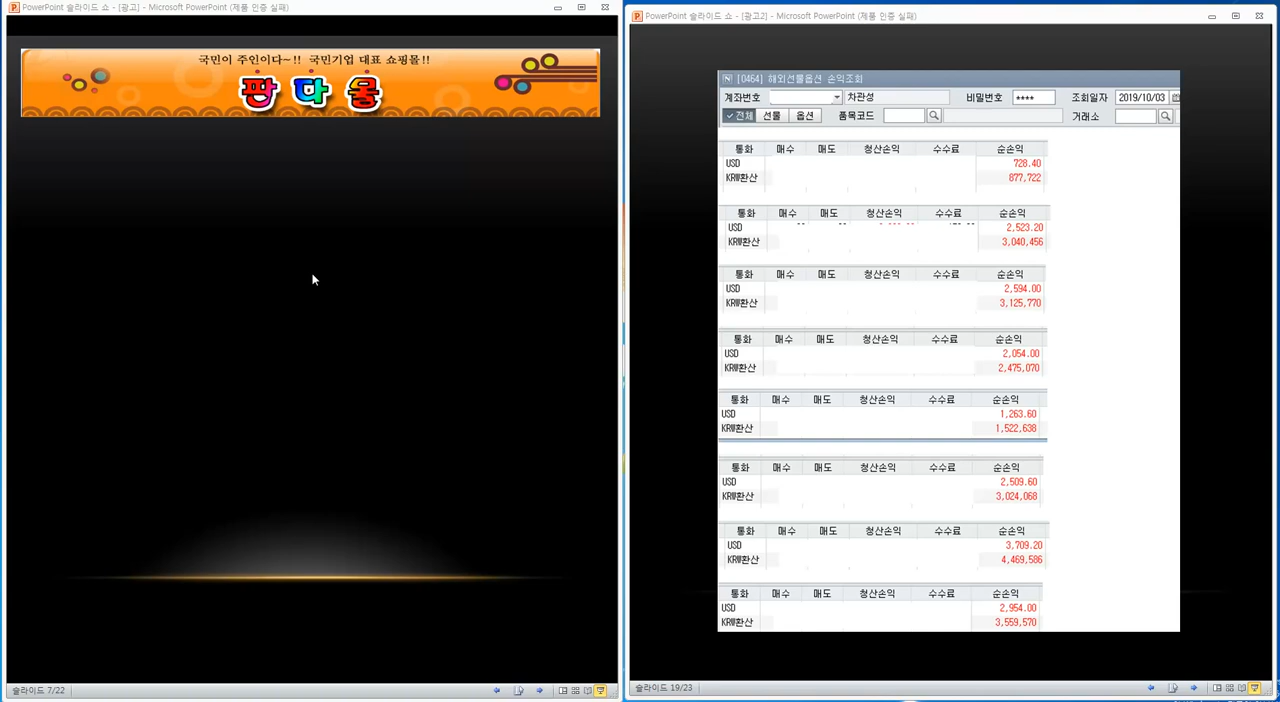 PowerPoint 슬라이드 쇼 - [광고] - Microsoft PowerPoint (제품 인증 실패)
국민이 주인이다~!! 국민기업 대표 쇼핑몰!!
판다몰
슬라이드 7/22
PowerPoint 슬라이드 쇼 - [광고2] - Microsoft PowerPoint (제품 인증 실패)
[0464] 해외선물옵션 손익조회
계좌번호 차관성 비밀번호 **** 조회일자 2019/10/03
✓전체 선물 옵션 품목코드 거래소
통화 매수 매도 청산손익 수수료 순손익
USD 728.40
KRW환산 877,722
통화 매수 매도 청산손익 수수료 순손익
USD 2,523.20
KRW환산 3,040,456
통화 매수 매도 청산손익 수수료 순손익
USD 2,594.00
KRW환산 3,125,770
통화 매수 매도 청산손익 수수료 순손익
USD 2,054.00
KRW환산 2,475,070
통화 매수 매도 청산손익 수수료 순손익
USD 1,263.60
KRW환산 1,522,638
통화 매수 매도 청산손익 수수료 순손익
USD 2,509.60
KRW환산 3,024,068
통화 매수 매도 청산손익 수수료 순손익
USD 3,709.20
KRW환산 4,469,586
통화 매수 매도 청산손익 수수료 순손익
USD 2,954.00
KRW환산 3,559,570
슬라이드 19/23